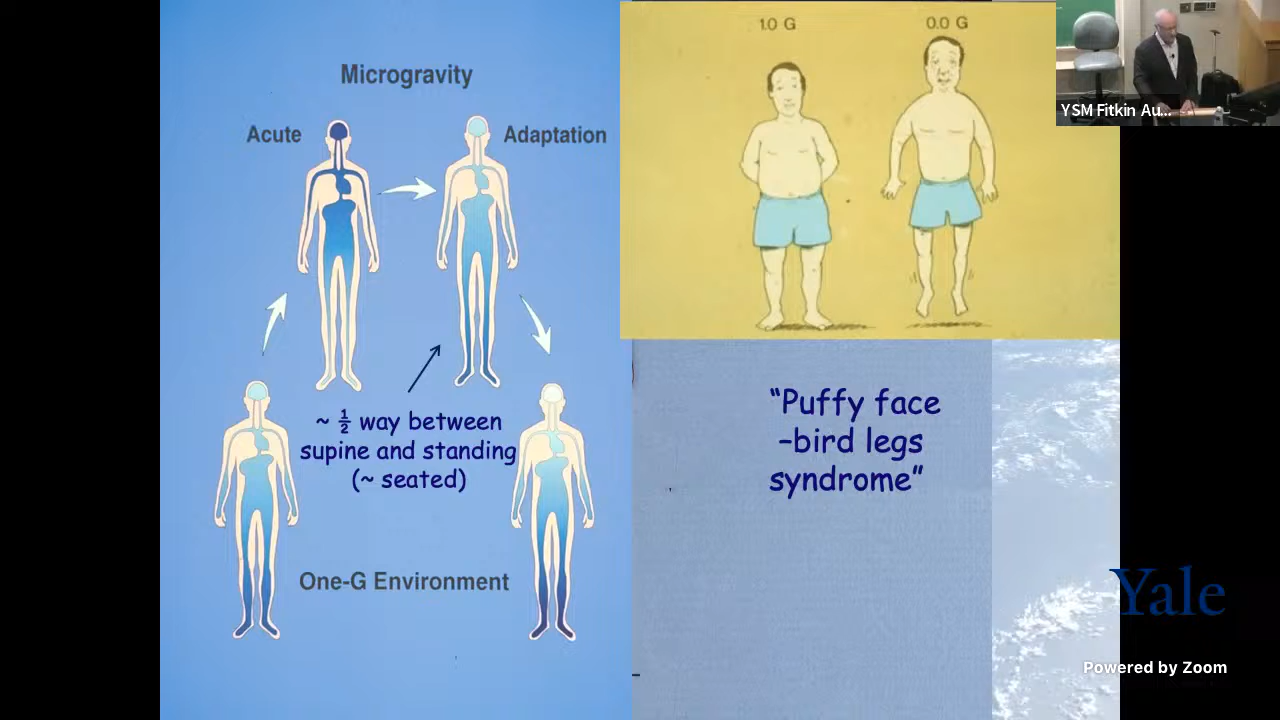 Microgravity
Acute
Adaptation
~ ½ way between
supine and standing
(~ seated)
One-G Environment
1.0 G
0.0 G
“Puffy face
–bird legs
syndrome”
YSM Fitkin Au...
Yale
Powered by Zoom